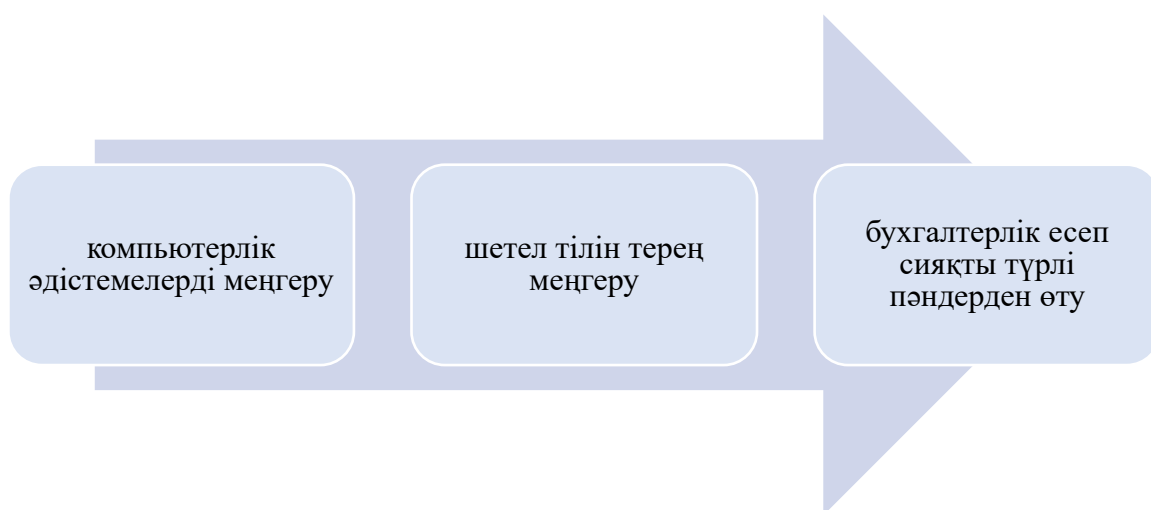 компьютерлік
әдістемелерді меңгеру
шетел тілін терең
меңгеру
бухгалтерлік есеп
сияқты түрлі
пәндерден өту